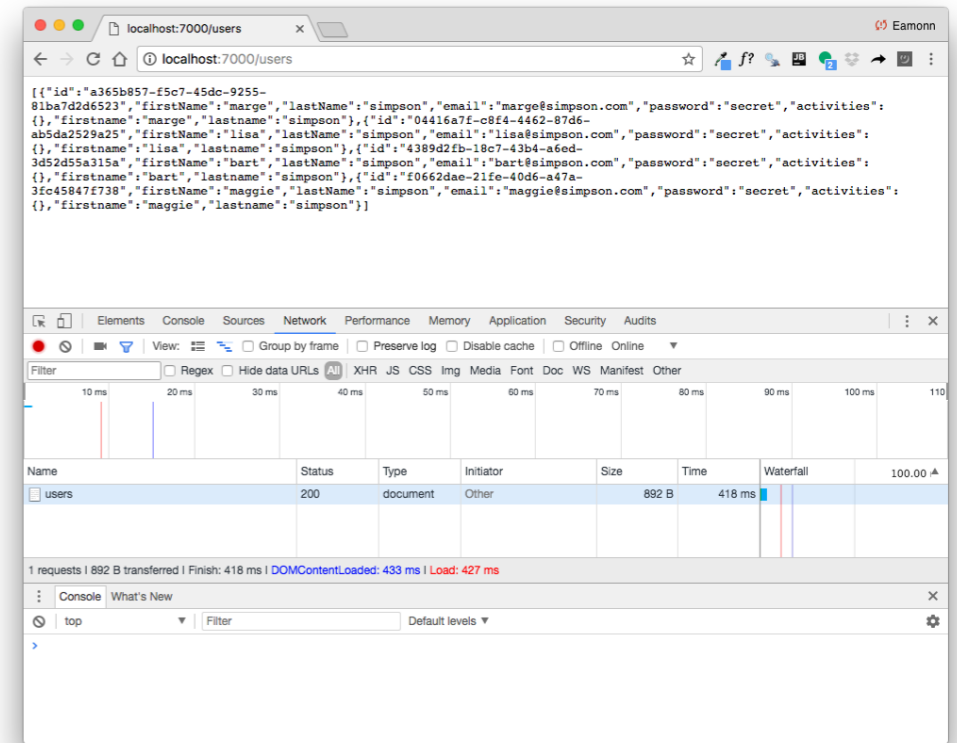 localhost:7000/users
Eamonn
localhost:7000/users
f?
JB
2
[{"id":"a365b857-f5c7-45dc-9255-
81ba7d2d6523","firstName":"marge","lastName":"simpson","email":"marge@simpson.com","password":"secret","activities":
{},"firstname":"marge","lastname":"simpson"},{"id":"04416a7f-c8f4-4462-87d6-
ab5da2529a25","firstName":"lisa","lastName":"simpson","email":"lisa@simpson.com","password":"secret","activities":
{},"firstname":"lisa","lastname":"simpson"},{"id":"4389d2fb-18c7-43b4-a6ed-
3d52d55a315a","firstName":"bart","lastName":"simpson","email":"bart@simpson.com","password":"secret","activities":
{},"firstname":"bart","lastname":"simpson"},{"id":"f0662dae-21fe-40d6-a47a-
3fc45847f738","firstName":"maggie","lastName":"simpson","email":"maggie@simpson.com","password":"secret","activities":
{},"firstname":"maggie","lastname":"simpson"}]
Elements Console Sources Network Performance Memory Application Security Audits
View: Group by frame Preserve log Disable cache Offline Online
Filter Regex Hide data URLs All XHR JS CSS Img Media Font Doc WS Manifest Other
10 ms 20 ms 30 ms 40 ms 50 ms 60 ms 70 ms 80 ms 90 ms 100 ms 110
Name Status Type Initiator Size Time Waterfall 100.00
users 200 document Other 892 B 418 ms
1 requests | 892 B transferred | Finish: 418 ms | DOMContentLoaded: 433 ms | Load: 427 ms
Console What's New
top Filter Default levels